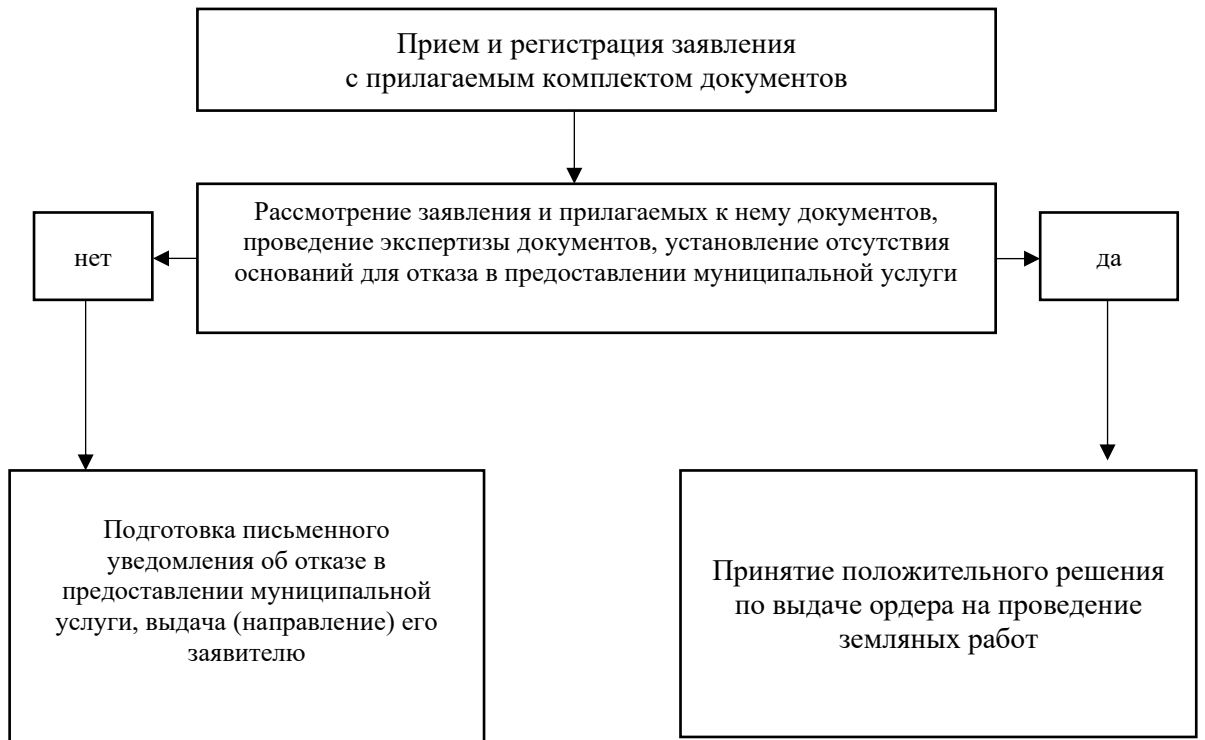 Прием и регистрация заявления
с прилагаемым комплектом документов
Рассмотрение заявления и прилагаемых к нему документов,
проведение экспертизы документов, установление отсутствия
оснований для отказа в предоставлении муниципальной услуги
нет
да
Подготовка письменного
уведомления об отказе в
предоставлении муниципальной
услуги, выдача (направление) его
заявителю
Принятие положительного решения
по выдаче ордера на проведение
земляных работ